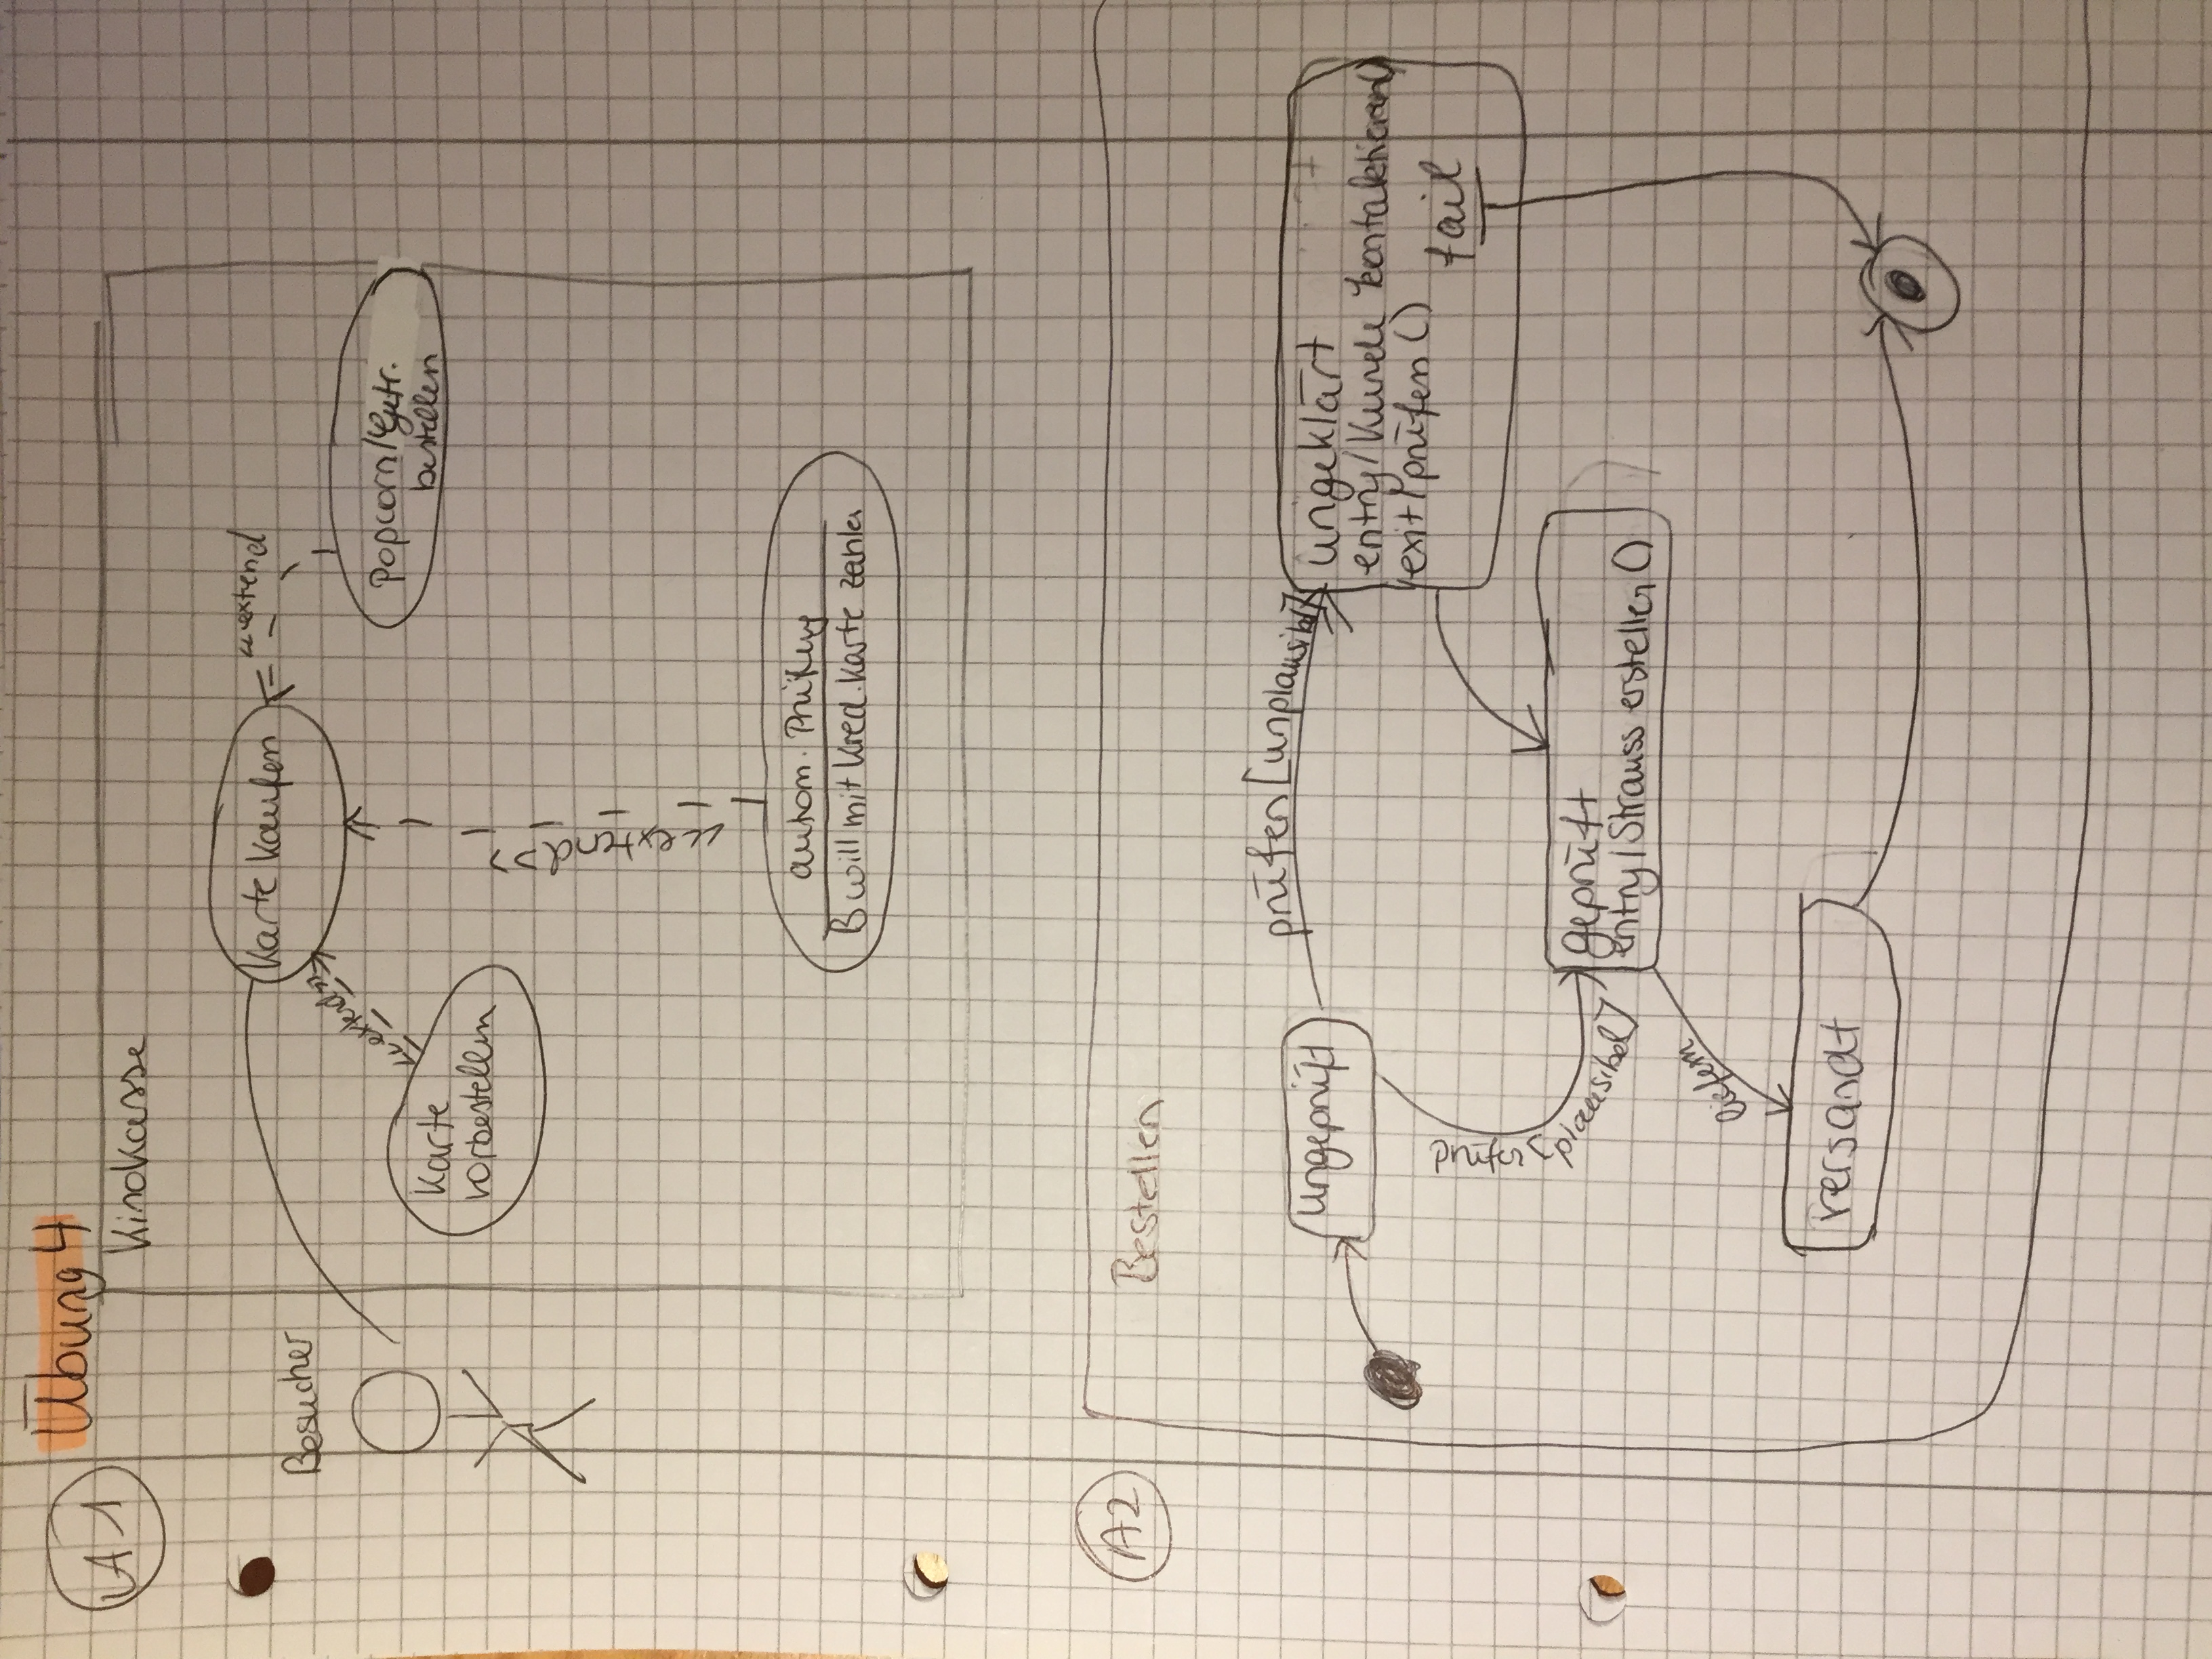 Übung 4
A1
Kinokasse
Karte kaufen
<<extend
Besucher
<<extend>>
Popcorn/Getr.
bestellen
Karte
vorbestellen
<<extend>>
autom. Prüfung
B will mit Kred.Karte zahlen
A2
Bestellen
prüfen [unplausibel]
ungeprüft
ungeklärt
entry/Kunde kontaktieren()
exit/prüfen()
fail
prüfen [plausibel]
geprüft
entry/Strauss erstellen()
liefern
versandt